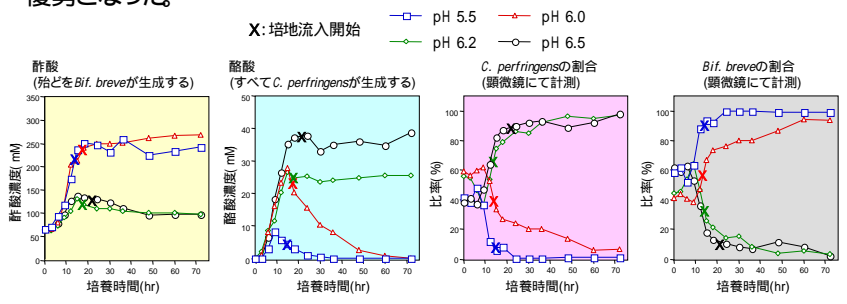 優勢となった。
X:培地流入開始
pH 5.5
pH 6.0
pH 6.2
pH 6.5
酢酸
(殆どをBif. breveが生成する)
酢酸濃度( mM)
350
300
250
200
150
100
50
0
0 10 20 30 40 50 60 70
培養時間(hr)
酪酸
(すべてC. perfringensが生成する)
酪酸濃度( mM)
50
40
30
20
10
0
0 10 20 30 40 50 60 70
培養時間(hr)
C. perfringensの割合
(顕微鏡にて計測)
比率( %)
100
80
60
40
20
0
0 10 20 30 40 50 60 70
培養時間(hr)
Bif. breveの割合
(顕微鏡にて計測)
比率( %)
100
80
60
40
20
0
0 10 20 30 40 50 60 70
培養時間(hr)